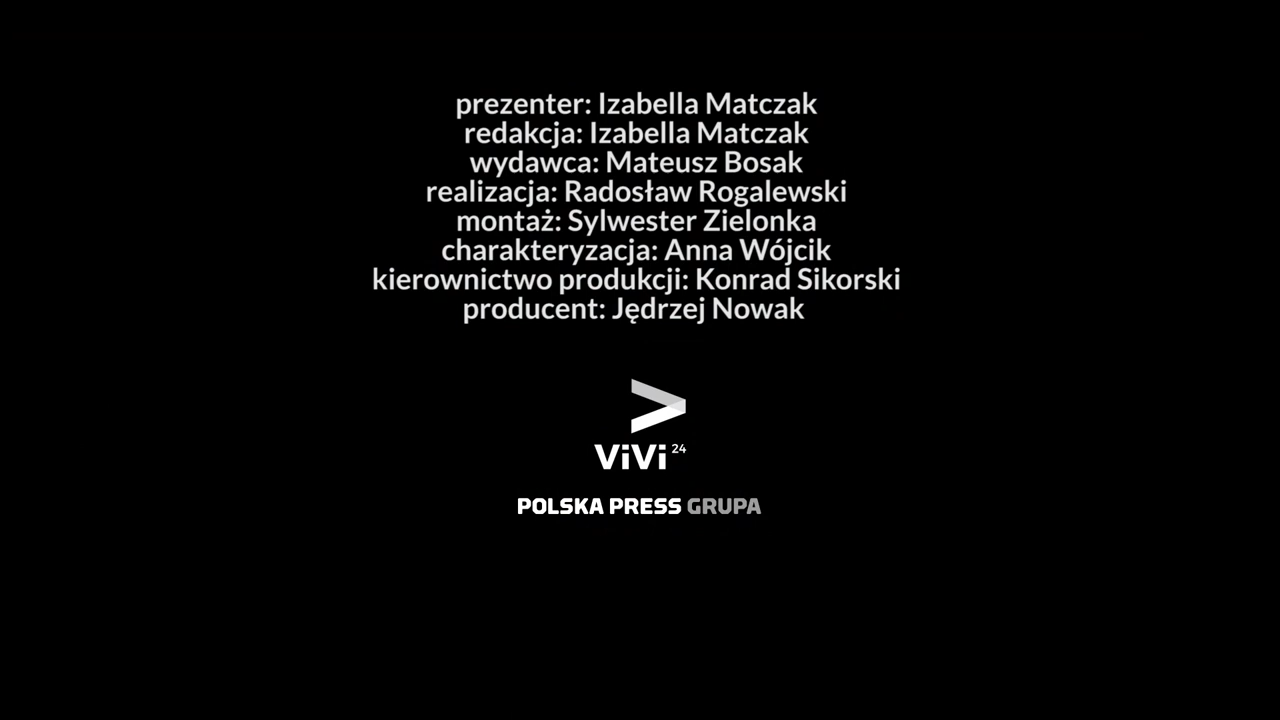 prezenter: Izabella Matczak
redakcja: Izabella Matczak
wydawca: Mateusz Bosak
realizacja: Radosław Rogalewski
montaż: Sylwester Zielonka
charakteryzacja: Anna Wójcik
kierownictwo produkcji: Konrad Sikorski
producent: Jędrzej Nowak
ViVi 24
POLSKA PRESS GRUPA